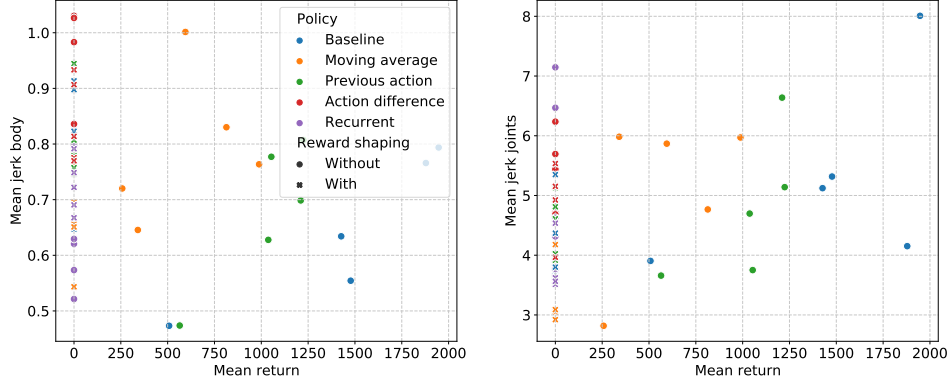 Mean jerk body
1.0
0.9
0.8
0.7
0.6
0.5
0 250 500 750 1000 1250 1500 1750 2000
Mean return
Policy
Baseline
Moving average
Previous action
Action difference
Recurrent
Reward shaping
Without
With
Mean jerk joints
8
7
6
5
4
3
0 250 500 750 1000 1250 1500 1750 2000
Mean return